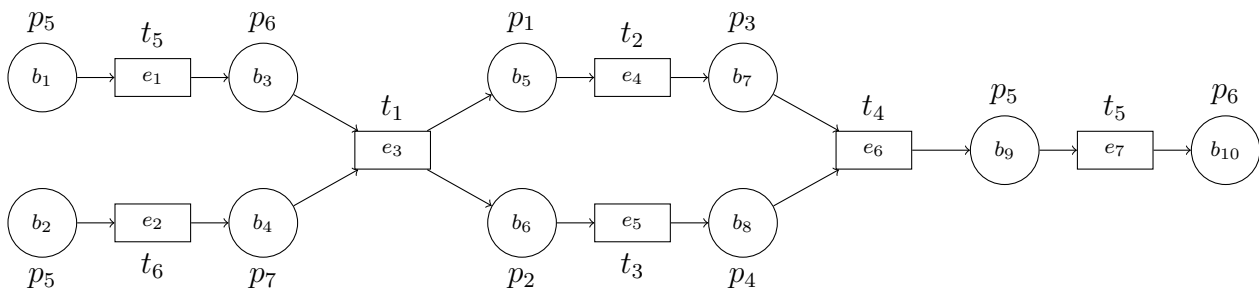 p₅ t₅ p₆ p₁ t₂ p₃
b₁ e₁ b₃ b₅ e₄ b₇
t₁ t₄ p₅ t₅ p₆
e₃ e₆ b₉ e₇ b₁₀
b₂ e₂ b₄ b₆ e₅ b₈
p₅ t₆ p₇ p₂ t₃ p₄